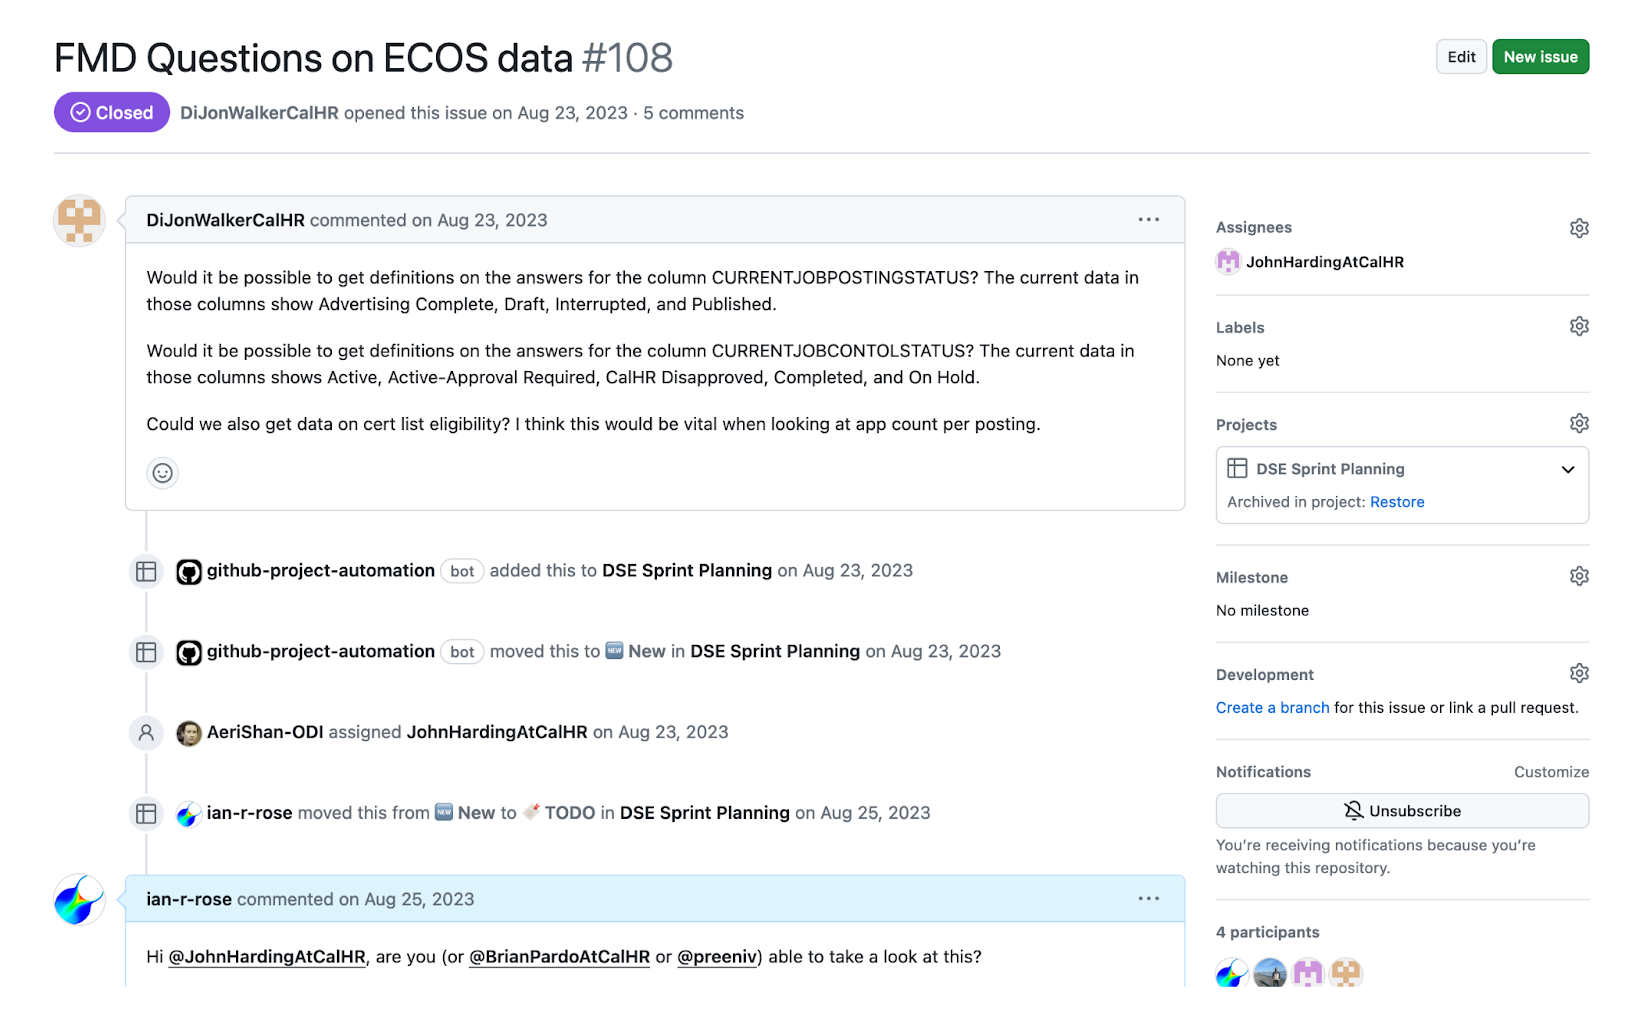 FMD Questions on ECOS data #108
Edit
New issue
Closed
DiJonWalkerCalHR opened this issue on Aug 23, 2023 · 5 comments
DiJonWalkerCalHR commented on Aug 23, 2023
Would it be possible to get definitions on the answers for the column CURRENTJOBPOSTINGSTATUS? The current data in
those columns show Advertising Complete, Draft, Interrupted, and Published.
Would it be possible to get definitions on the answers for the column CURRENTJOBCONTOLSTATUS? The current data in
those columns shows Active, Active-Approval Required, CalHR Disapproved, Completed, and On Hold.
Could we also get data on cert list eligibility? I think this would be vital when looking at app count per posting.
github-project-automation bot added this to DSE Sprint Planning on Aug 23, 2023
github-project-automation bot moved this to NEW New in DSE Sprint Planning on Aug 23, 2023
AeriShan-ODI assigned JohnHardingAtCalHR on Aug 23, 2023
ian-r-rose moved this from NEW New to TODO in DSE Sprint Planning on Aug 25, 2023
ian-r-rose commented on Aug 25, 2023
Hi @JohnHardingAtCalHR, are you (or @BrianPardoAtCalHR or @preeniv) able to take a look at this?
Assignees
JohnHardingAtCalHR
Labels
None yet
Projects
DSE Sprint Planning
Archived in project: Restore
Milestone
No milestone
Development
Create a branch for this issue or link a pull request.
Notifications
Customize
Unsubscribe
You're receiving notifications because you're
watching this repository.
4 participants